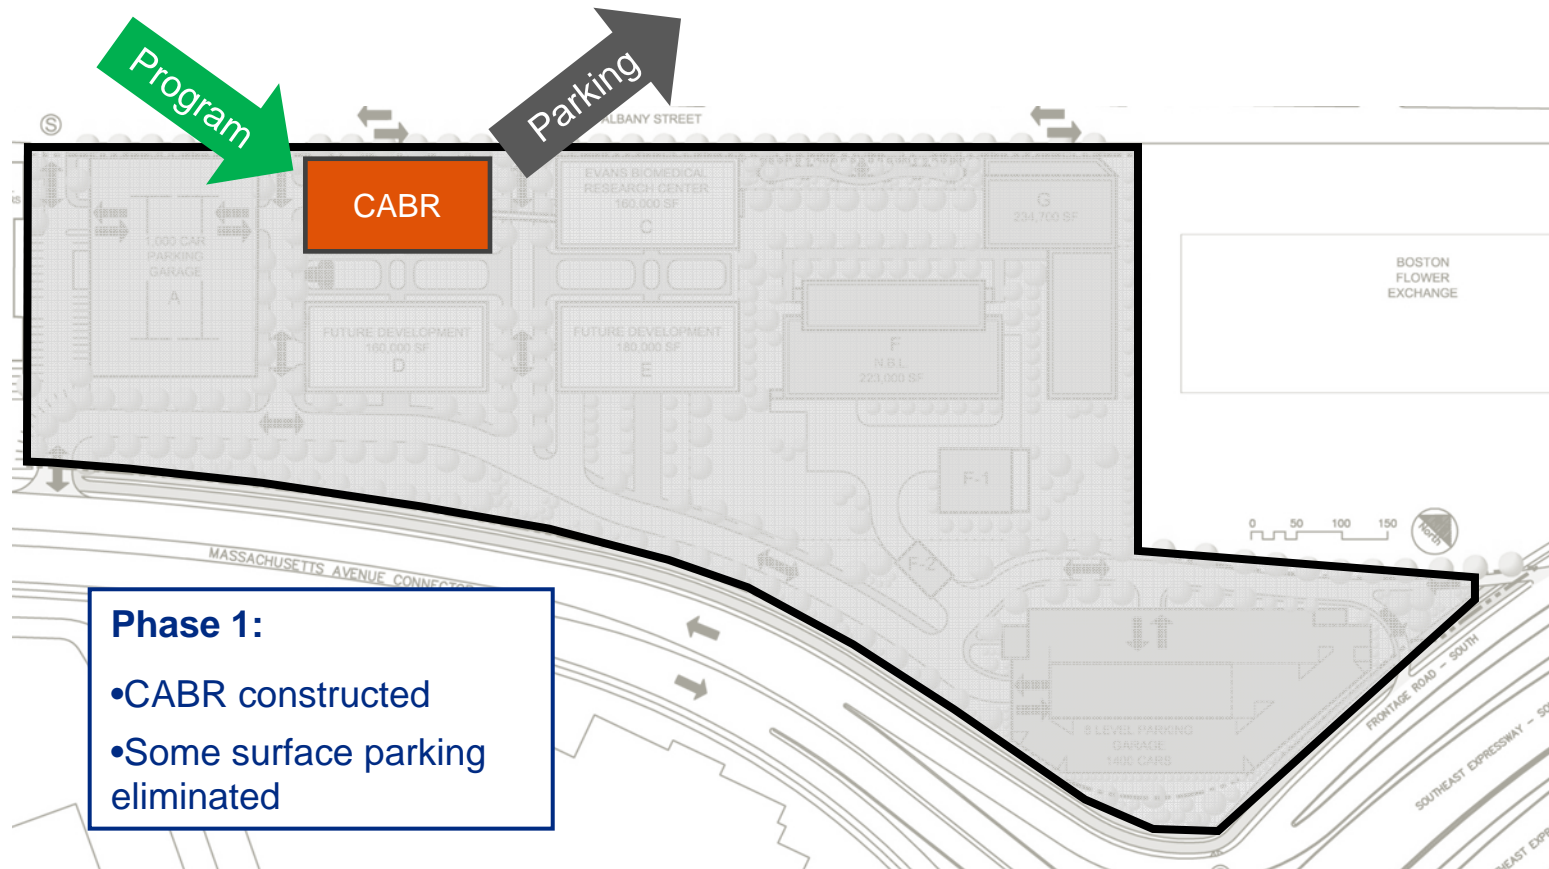 Program
Parking
S
ALBANY STREET
CABR
EVANS BIOMEDICAL
RESEARCH CENTER
160,000 SF
C
G
234,700 SF
1,000 CAR
PARKING
GARAGE
A
BOSTON
FLOWER
EXCHANGE
FUTURE DEVELOPMENT
160,000 SF
D
FUTURE DEVELOPMENT
180,000 SF
E
F
N.B.L.
223,000 SF
F-1
F-2
0 50 100 150
North
MASSACHUSETTS AVENUE CONNECTOR
Phase 1:
•CABR constructed
•Some surface parking
eliminated
8 LEVEL PARKING
GARAGE
1400 CARS
FRONTAGE ROAD - SOUTH
SOUTHEAST EXPRESSWAY - SO